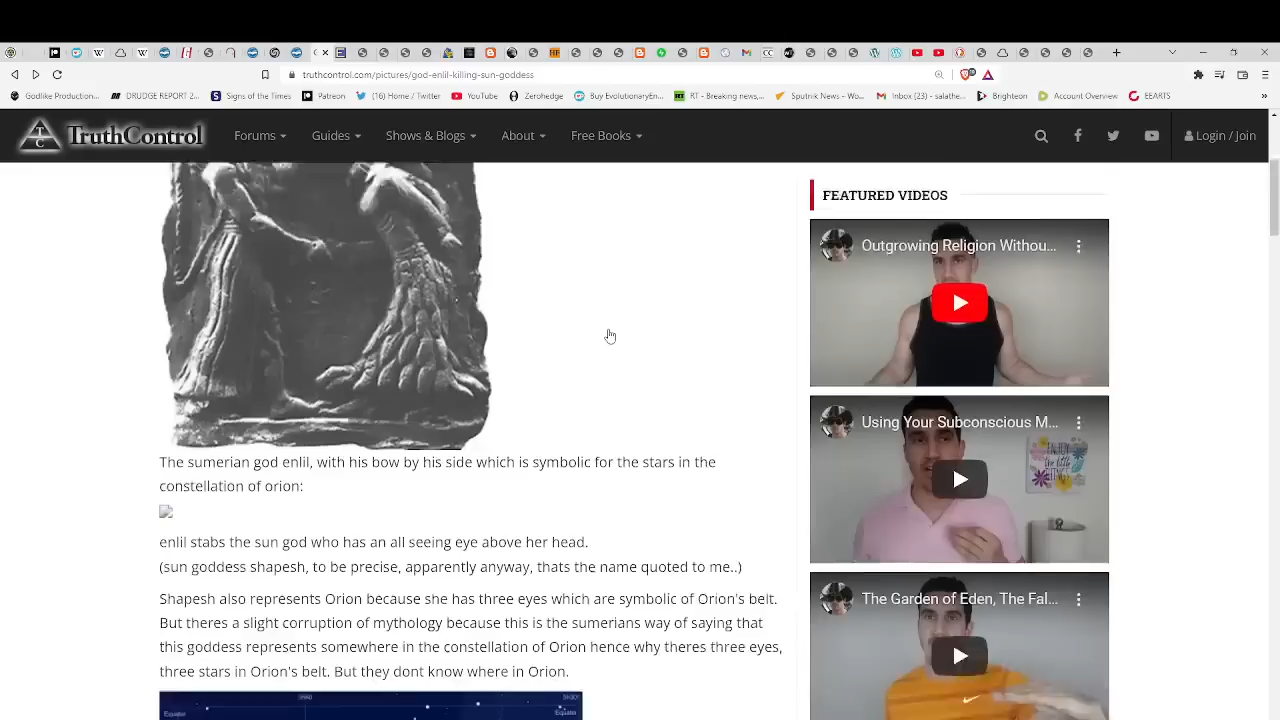 truthcontrol.com/pictures/god-enlil-killing-sun-goddess
Godlike Production...
DRUDGE REPORT 2...
Signs of the Times
Patreon
(16) Home / Twitter
YouTube
Zerohedge
Buy EvolutionaryEn...
RT - Breaking news,...
Sputnik News - Wo...
Inbox (23) - salathe...
Brighteon
Account Overview
EEARTS
TC
TruthControl
Forums
Guides
Shows & Blogs
About
Free Books
Login / Join
The sumerian god enlil, with his bow by his side which is symbolic for the stars in the
constellation of orion:
enlil stabs the sun god who has an all seeing eye above her head.
(sun goddess shapesh, to be precise, apparently anyway, thats the name quoted to me..)
Shapesh also represents Orion because she has three eyes which are symbolic of Orion's belt.
But theres a slight corruption of mythology because this is the sumerians way of saying that
this goddess represents somewhere in the constellation of Orion hence why theres three eyes,
three stars in Orion's belt. But they dont know where in Orion.
Equator
Equator
FEATURED VIDEOS
Outgrowing Religion Withou...
Using Your Subconscious M...
The Garden of Eden, The Fal...